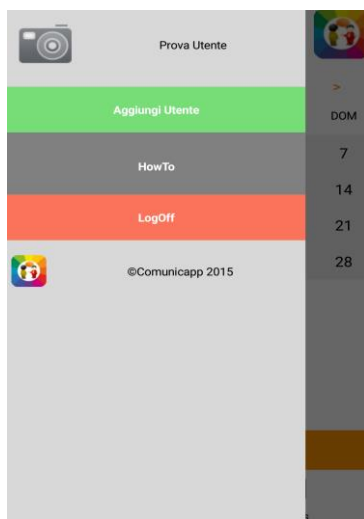 Prova Utente
Aggiungi Utente
HowTo
LogOff
©Comunicapp 2015
>
DOM
7
14
21
28